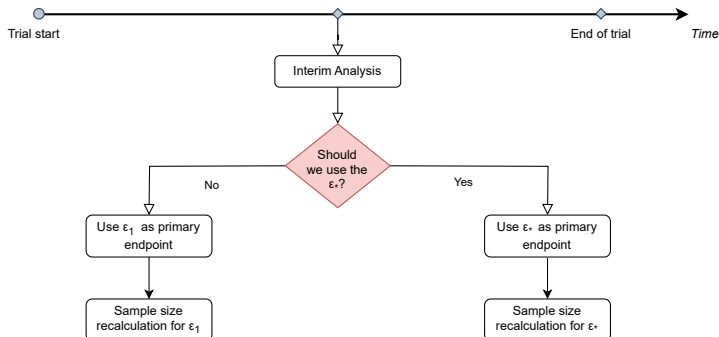 Trial start
End of trial
Time
Interim Analysis
Should
we use the
ε*?
No
Yes
Use ε₁ as primary
endpoint
Use ε* as primary
endpoint
Sample size
recalculation for ε₁
Sample size
recalculation for ε*